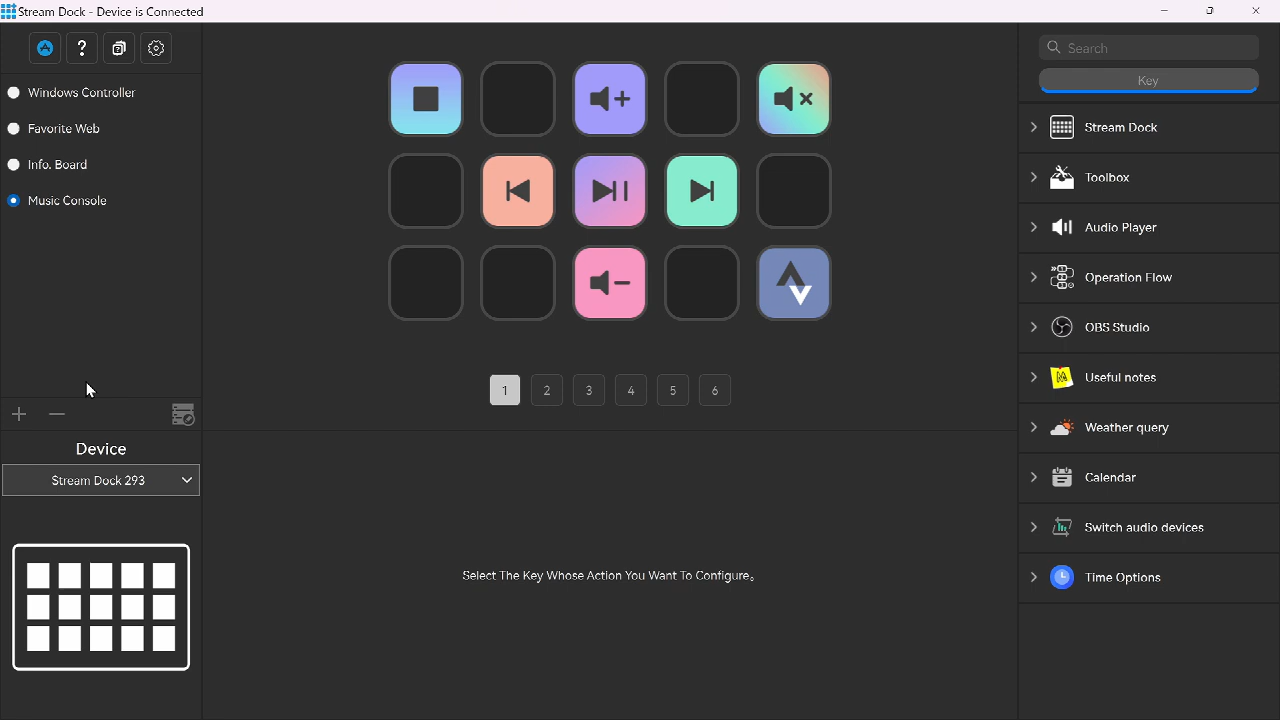 Stream Dock - Device is Connected
?
Windows Controller
Favorite Web
Info. Board
Music Console
Device
Stream Dock 293
1 2 3 4 5 6
Select The Key Whose Action You Want To Configure。
Search
Key
Stream Dock
Toolbox
Audio Player
Operation Flow
OBS Studio
Useful notes
Weather query
Calendar
Switch audio devices
Time Options